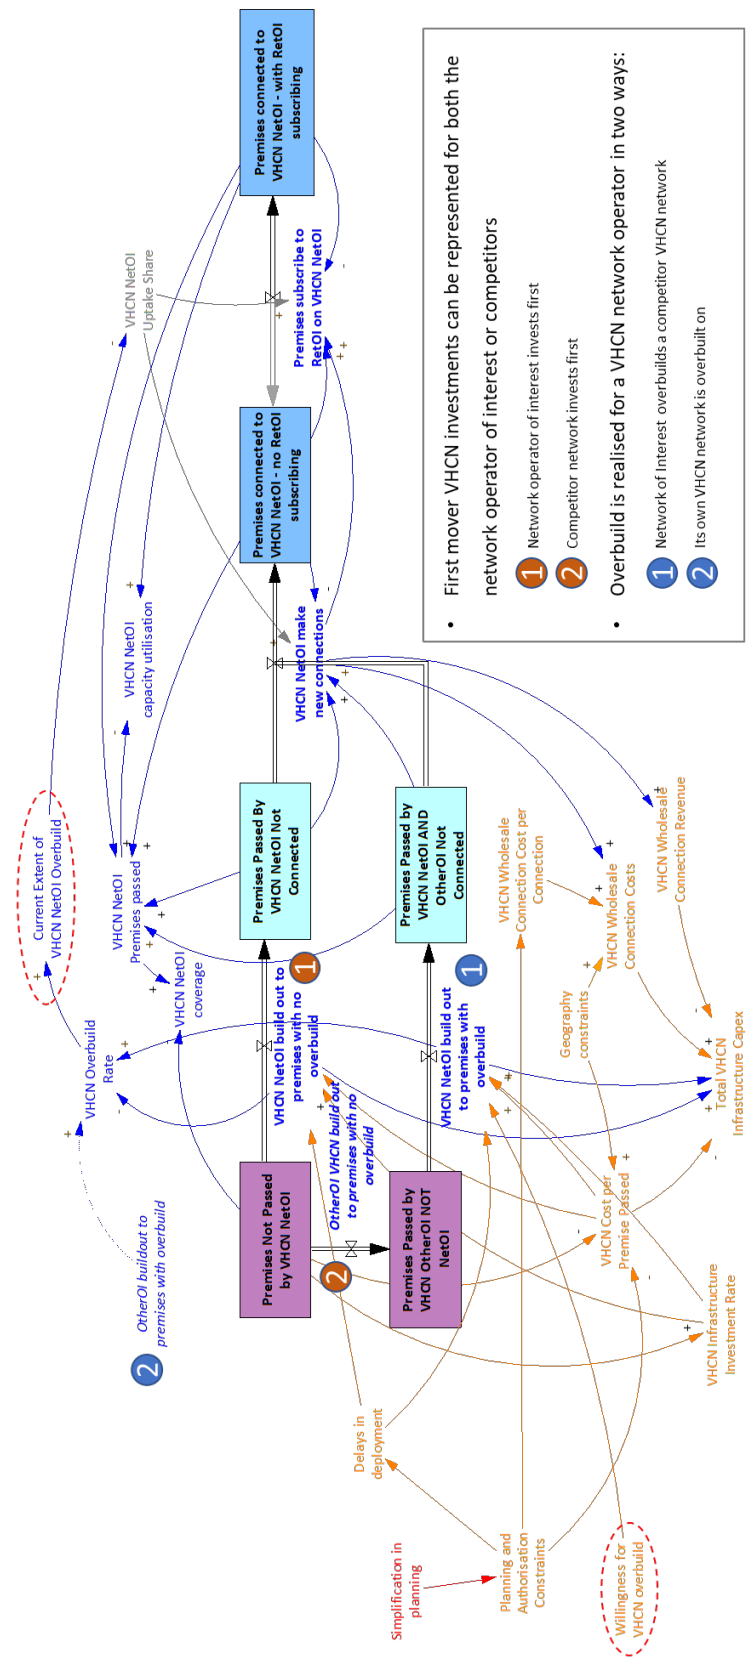 Simplification in
planning
Planning and
Authorisation
Constraints
Willingness for
VHCN overbuild
Delays in
deployment
2
OtherOI buildout to
premises with overbuild
VHCN Overbuild
Rate
Current Extent of
VHCN NetOI Overbuild
VHCN NetOI
Premises passed
VHCN NetOI
coverage
VHCN NetOI
capacity utilisation
VHCN NetOI
Uptake Share
Premises Not Passed
by VHCN NetOI
2
OtherOI VHCN build out
to premises with no
overbuild
Premises Passed by
VHCN OtherOI NOT
NetOI
VHCN NetOI build out to
premises with no
overbuild
1
Premises Passed By
VHCN NetOI Not
Connected
VHCN NetOI build out
to premises with
overbuild
1
Premises Passed by
VHCN NetOI AND
OtherOI Not
Connected
VHCN NetOI make
new connections
Premises connected to
VHCN NetOI - no RetOI
subscribing
Premises subscribe to
RetOI on VHCN NetOI
Premises connected to
VHCN NetOI - with RetOI
subscribing
VHCN Infrastructure
Investment Rate
VHCN Cost per
Premise Passed
Geography
constraints
Total VHCN
Infrastructure Capex
VHCN Wholesale
Connection Cost per
Connection
VHCN Wholesale
Connection Costs
VHCN Wholesale
Connection Revenue
• First mover VHCN investments can be represented for both the
network operator of interest or competitors
1 Network operator of interest invests first
2 Competitor network invests first
• Overbuild is realised for a VHCN network operator in two ways:
1 Network of Interest overbuilds a competitor VHCN network
2 Its own VHCN network is overbuilt on